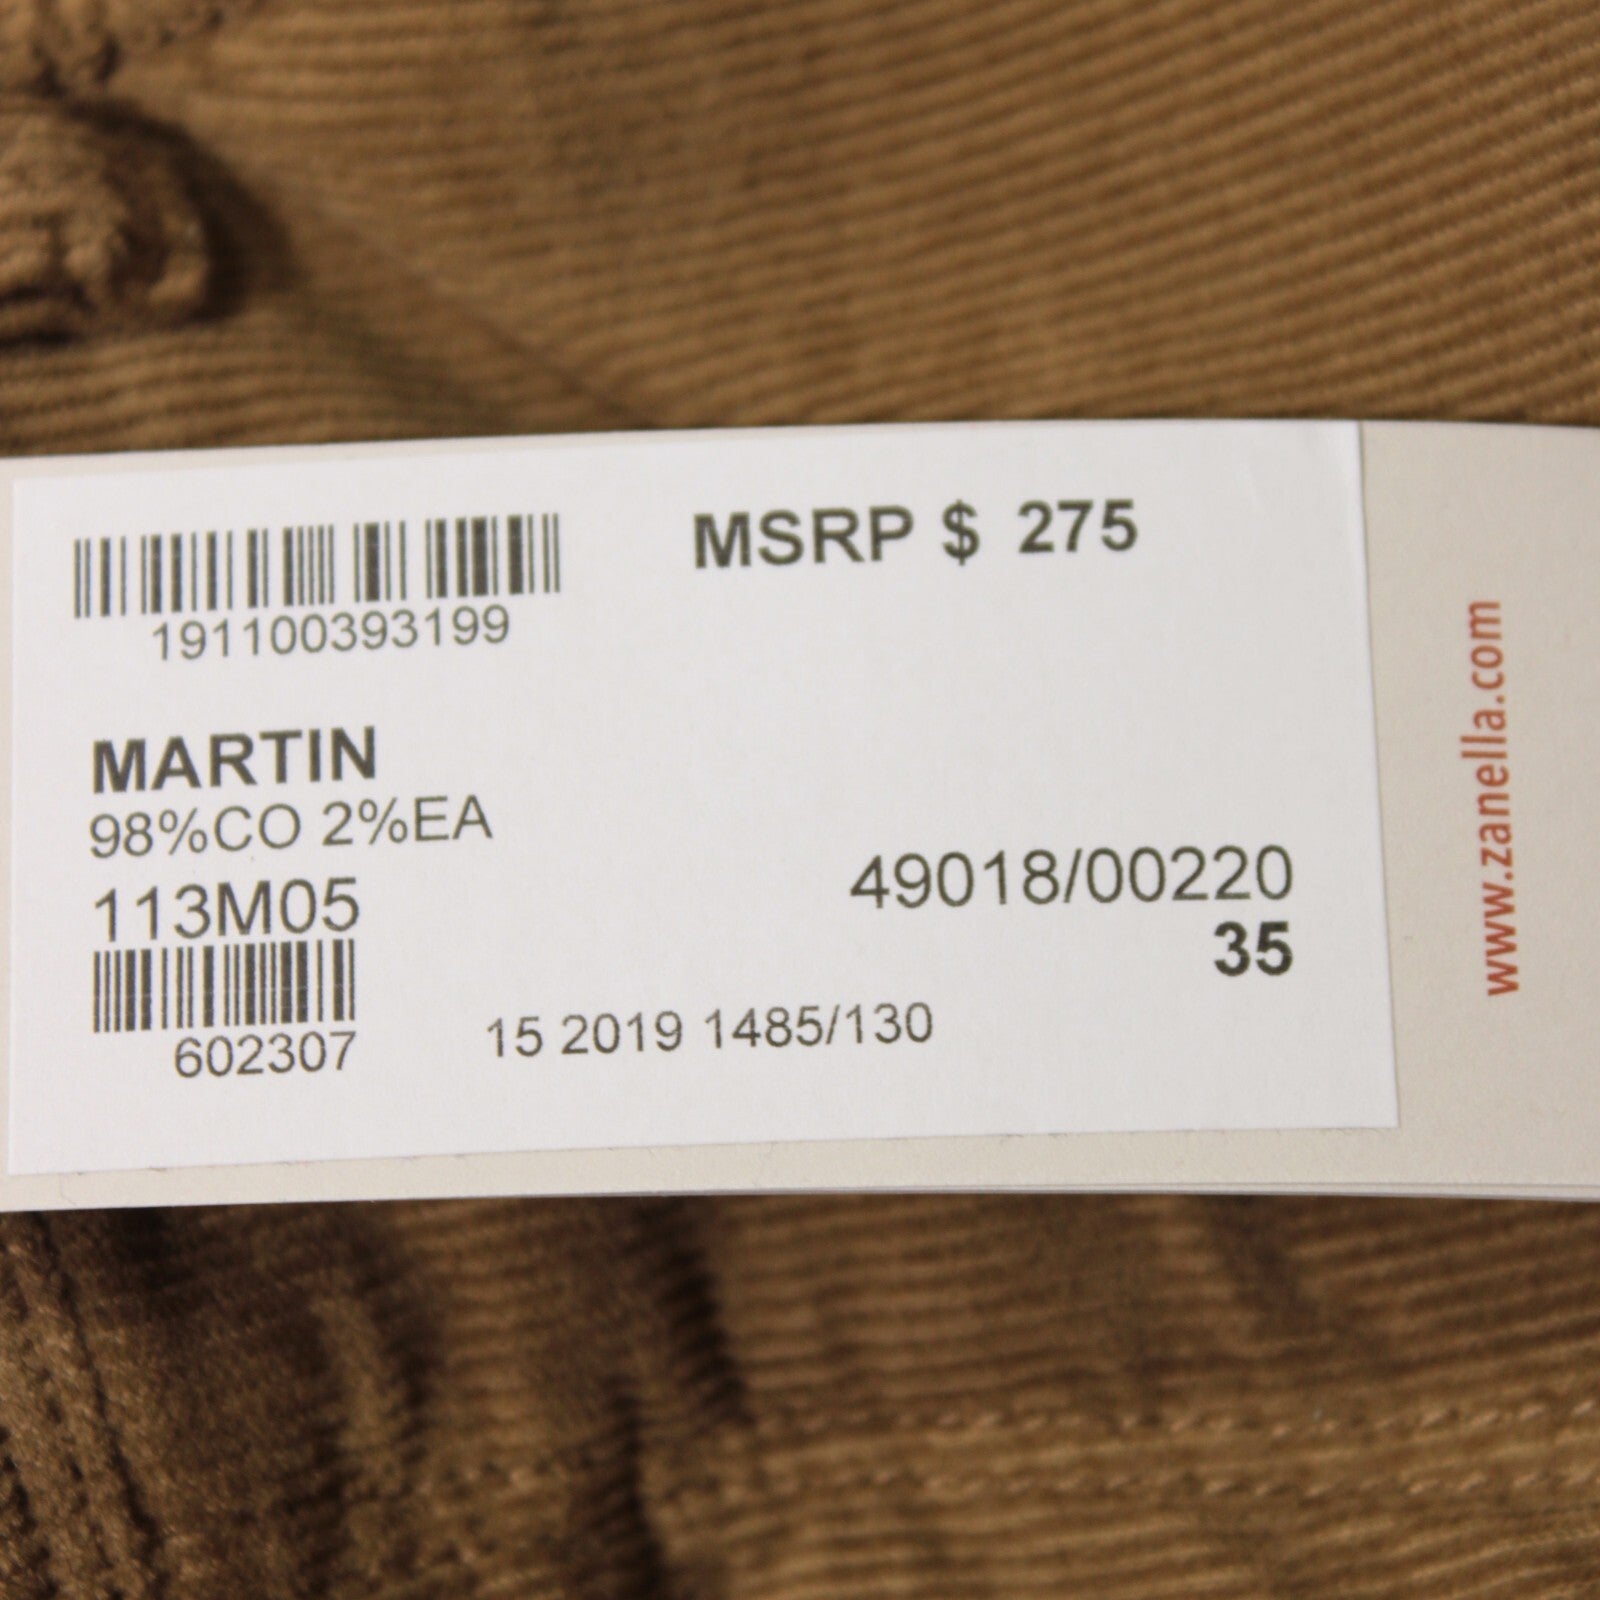 MSRP $ 275
191100393199
MARTIN
98%CO 2%EA
113M05
49018/00220
35
602307
15 2019 1485/130
www.zanella.com